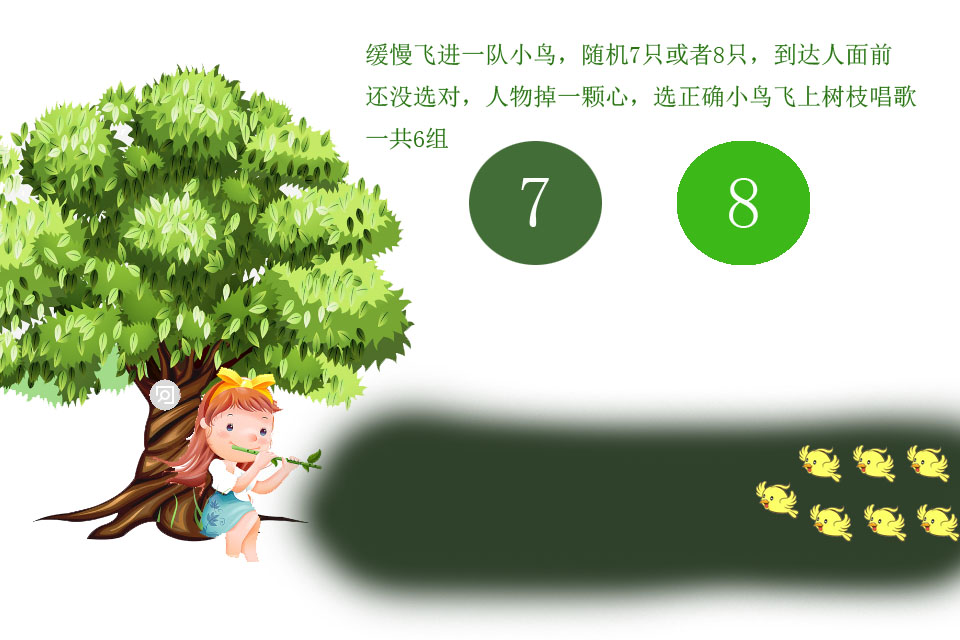 缓慢飞进一队小鸟，随机7只或者8只，到达人面前
还没选对，人物掉一颗心，选正确小鸟飞上树枝唱歌
一共6组
7
8